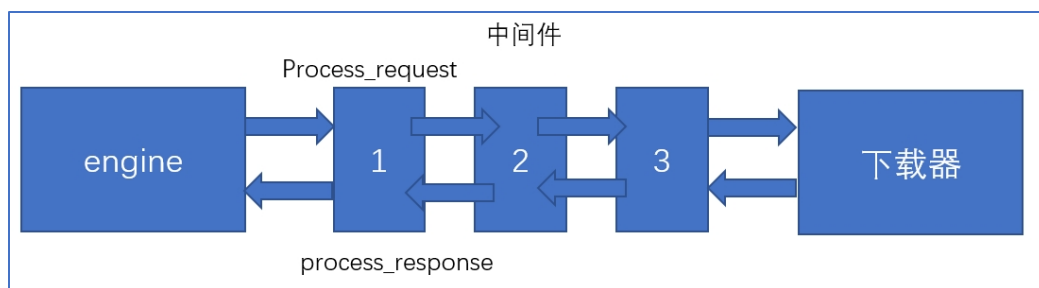 中间件
Process_request
engine
1
2
3
下载器
process_response